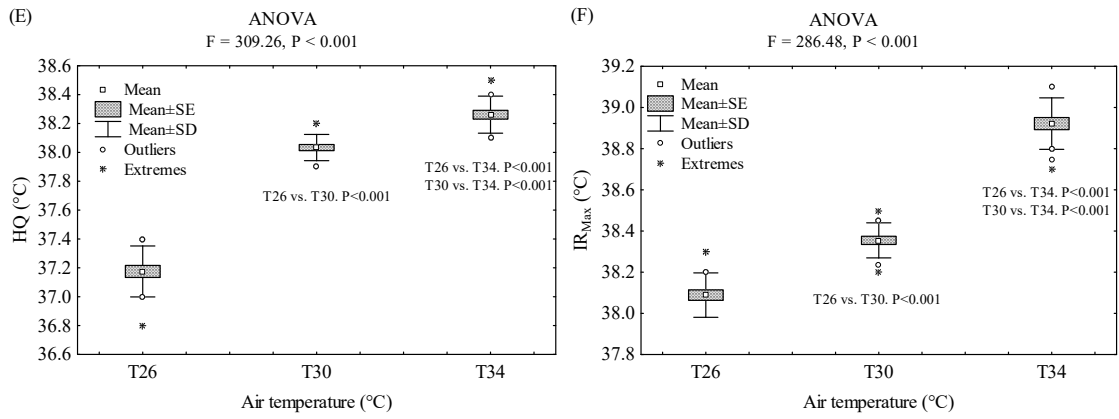 (E)
ANOVA
F = 309.26, P < 0.001
38.6
38.4
38.2
38.0
37.8
37.6
37.4
37.2
37.0
36.8
36.6
HQ (°C)
Mean
Mean±SE
Mean±SD
Outliers
Extremes
T26 vs. T30. P<0.001
T26 vs. T34. P<0.001
T30 vs. T34. P<0.001
T26
T30
T34
Air temperature (°C)
(F)
ANOVA
F = 286.48, P < 0.001
39.2
39.0
38.8
38.6
38.4
38.2
38.0
37.8
IRMax (°C)
Mean
Mean±SE
Mean±SD
Outliers
Extremes
T26 vs. T30. P<0.001
T26 vs. T34. P<0.001
T30 vs. T34. P<0.001
T26
T30
T34
Air temperature (°C)